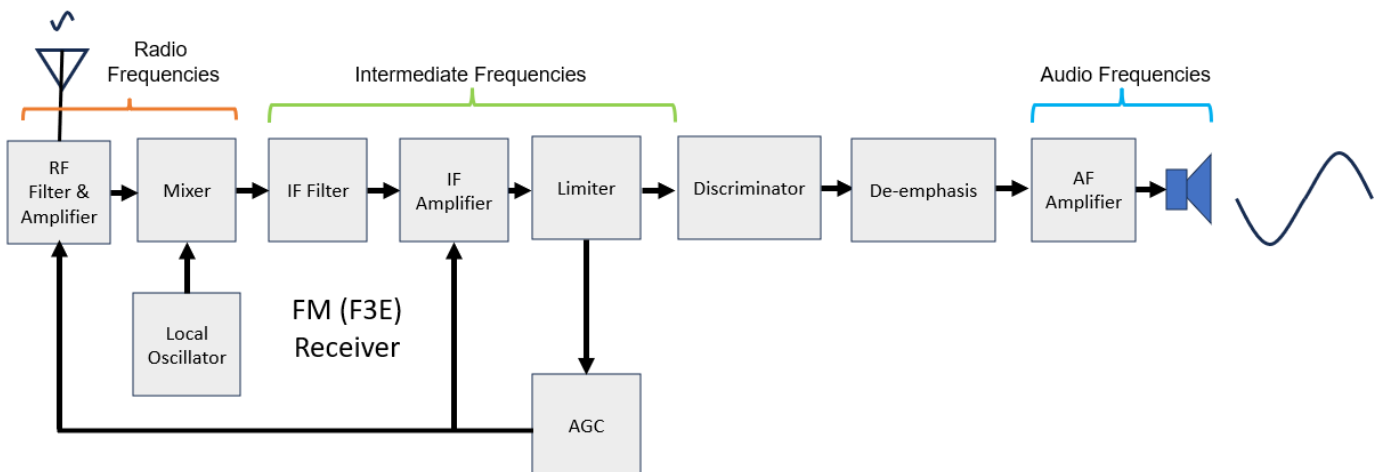 Radio
Frequencies
Intermediate Frequencies
Audio Frequencies
RF
Filter &
Amplifier
Mixer
IF Filter
IF
Amplifier
Limiter
Discriminator
De-emphasis
AF
Amplifier
Local
Oscillator
FM (F3E)
Receiver
AGC